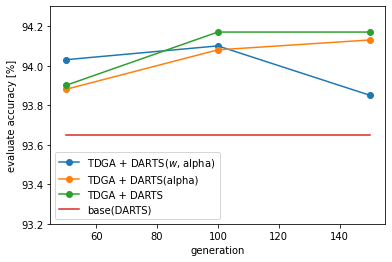 evaluate accuracy [%]
94.2
94.0
93.8
93.6
93.4
93.2
TDGA + DARTS(w, alpha)
TDGA + DARTS(alpha)
TDGA + DARTS
base(DARTS)
60
80
100
120
140
generation